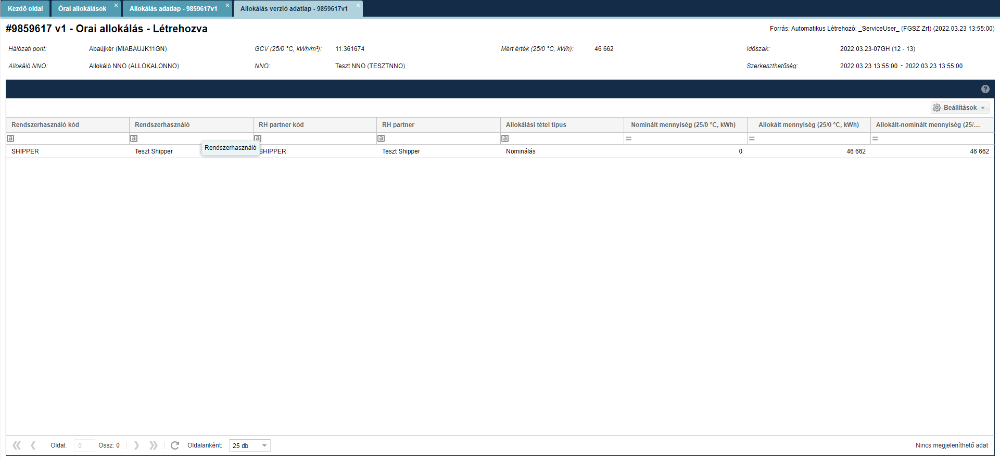 Kezdő oldal
Órai allokálások
Allokálás adatlap - 9859617v1
Allokálás verzió adatlap - 9859617v1
#9859617 v1 - Orai allokálás - Létrehozva
Forrás: Automatikus Létrehozó: _ServiceUser_ (FGSZ Zrt) (2022.03.23 13:55:00)
Hálózati pont: Abaújkér (MIABAUJK11GN) GCV (25/0 °C, kWh/m³): 11.361674 Mért érték (25/0 °C, kWh): 46 662 Időszak: 2022.03.23-07GH (12 - 13)
Allokáló NNO: Allokáló NNO (ALLOKALONNO) NNO: Teszt NNO (TESZTNNO) Szerkeszthetőség: 2022.03.23 13:55:00 - 2022.03.23 13:55:00
?
Beállítások
Rendszerhasználó kód Rendszerhasználó RH partner kód RH partner Allokálási tétel típus Nominált mennyiség (25/0 °C, kWh) Allokált mennyiség (25/0 °C, kWh) Allokált-nominált mennyiség (25/...
a a a a a = = =
Rendszerhasználó
SHIPPER Teszt Shipper SHIPPER Teszt Shipper Nominálás 0 46 662 46 662
Oldal: 0 Össz: 0 Oldalanként: 25 db Nincs megjeleníthető adat